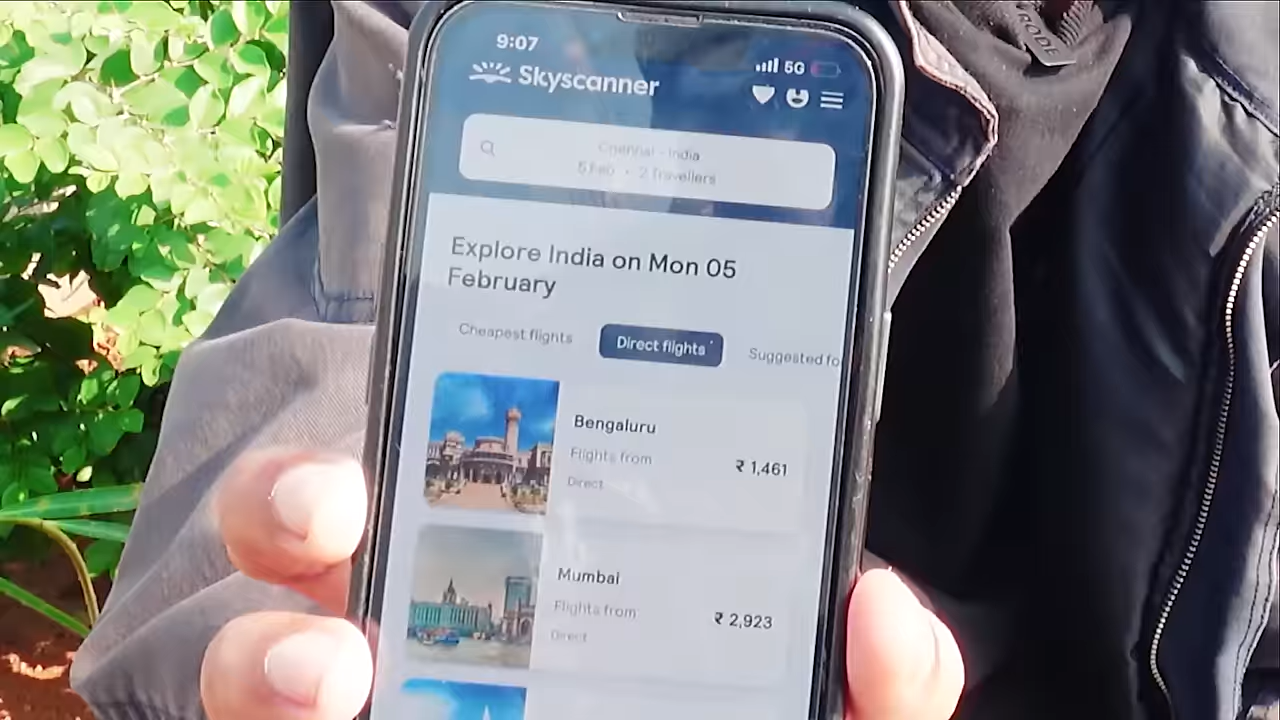 RODE
9:07
5G
Skyscanner
Chennai - India
5 Feb • 2 Travellers
Explore India on Mon 05
February
Cheapest flights
Direct flights
Suggested fo
Bengaluru
Flights from
₹ 1,461
Direct
Mumbai
Flights from
₹ 2,923
Direct